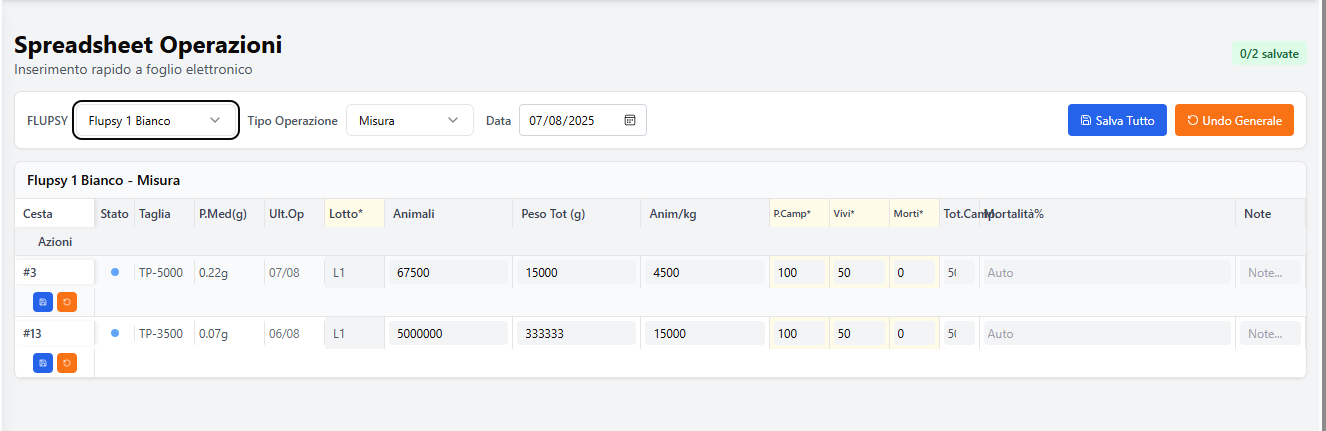 Spreadsheet Operazioni
Inserimento rapido a foglio elettronico
0/2 salvate
FLUPSY Flupsy 1 Bianco Tipo Operazione Misura Data 07/08/2025 Salva Tutto Undo Generale
Flupsy 1 Bianco - Misura
Cesta Stato Taglia P.Med(g) Ult.Op Lotto* Animali Peso Tot (g) Anim/kg P.Camp* Vivi* Morti* Tot.Camp Mortalità% Note
Azioni
#3 TP-5000 0.22g 07/08 L1 67500 15000 4500 100 50 0 50 Auto Note...
#13 TP-3500 0.07g 06/08 L1 5000000 333333 15000 100 50 0 50 Auto Note...